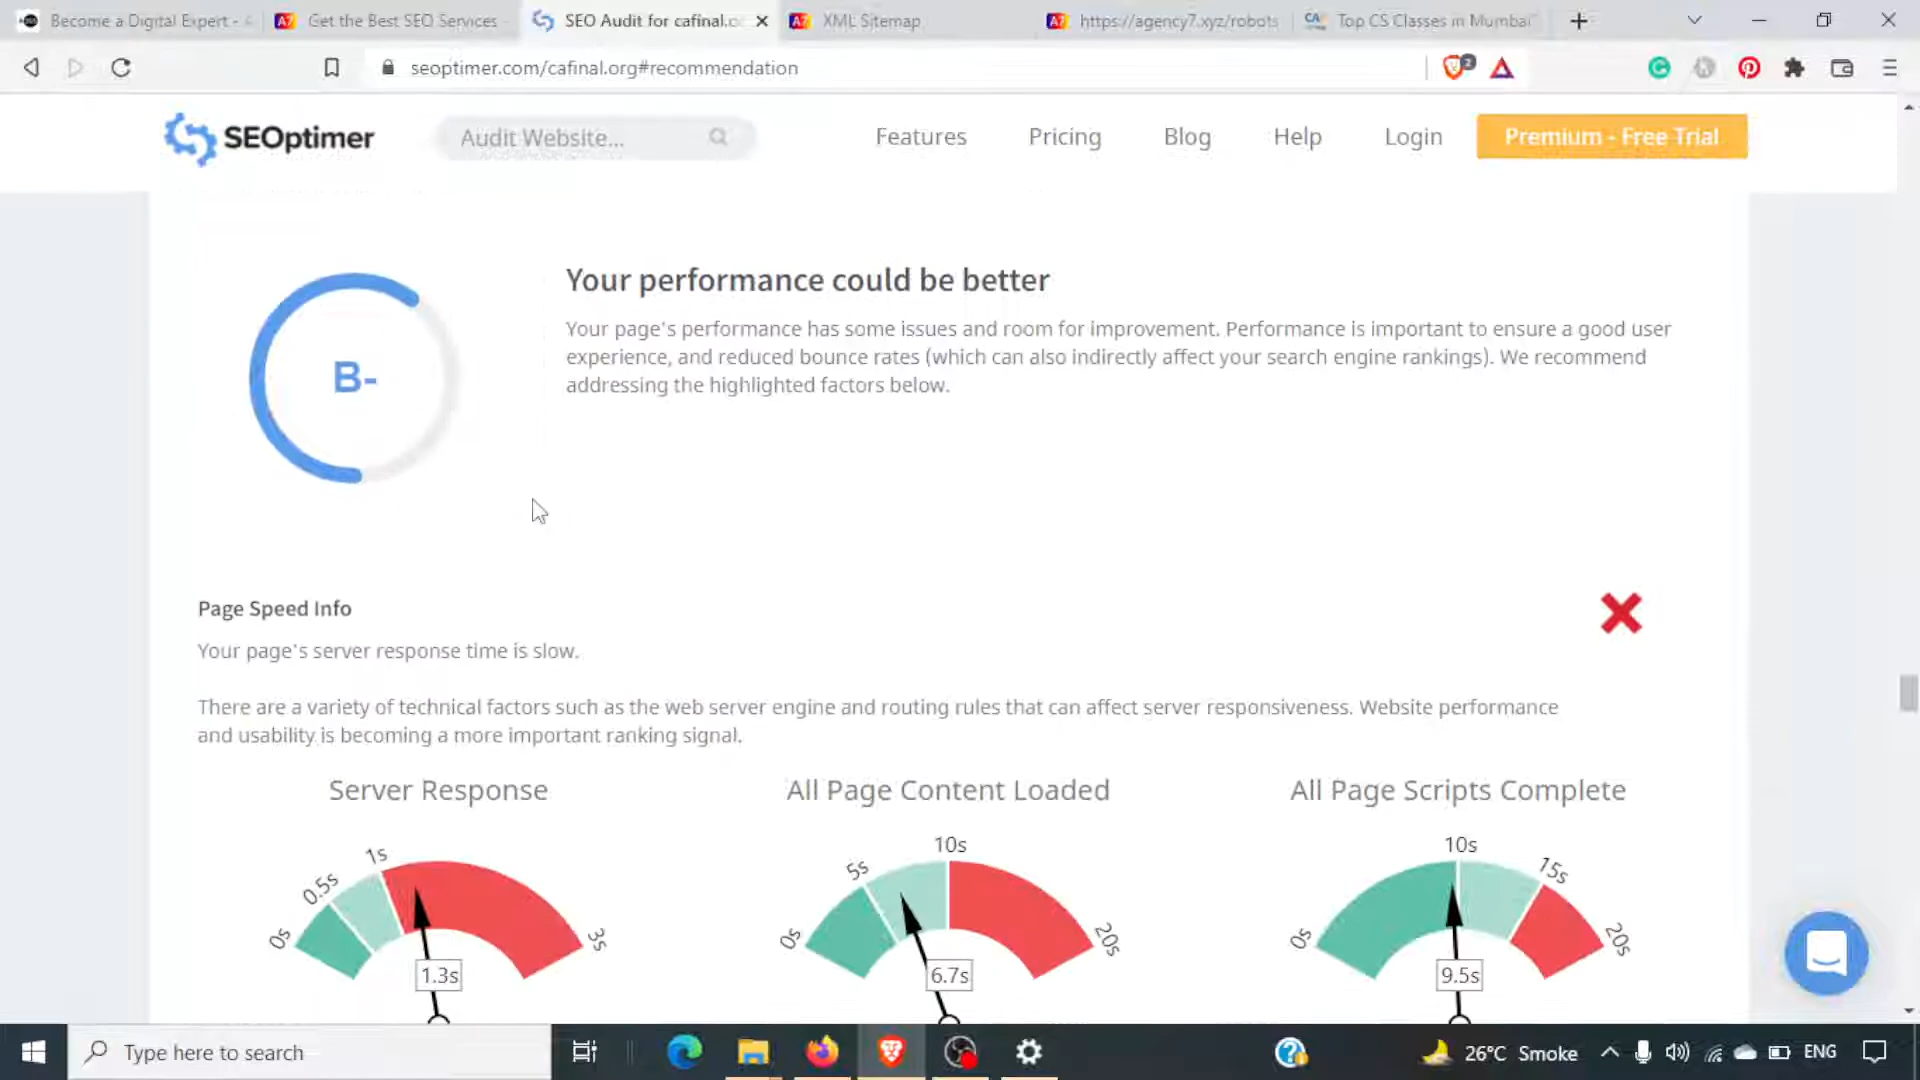 Become a Digital Expert -
Get the Best SEO Services -
SEO Audit for cafinal.o
XML Sitemap
https://agency7.xyz/robots
Top CS Classes in Mumbai
seoptimer.com/cafinal.org#recommendation
2
SEOptimer
Audit Website...
Features
Pricing
Blog
Help
Login
Premium - Free Trial
B-
Your performance could be better
Your page's performance has some issues and room for improvement. Performance is important to ensure a good user
experience, and reduced bounce rates (which can also indirectly affect your search engine rankings). We recommend
addressing the highlighted factors below.
Page Speed Info
Your page's server response time is slow.
There are a variety of technical factors such as the web server engine and routing rules that can affect server responsiveness. Website performance
and usability is becoming a more important ranking signal.
Server Response
0s
0.5s
1s
3s
1.3s
All Page Content Loaded
0s
5s
10s
20s
6.7s
All Page Scripts Complete
0s
10s
15s
20s
9.5s
Type here to search
26°C Smoke
ENG